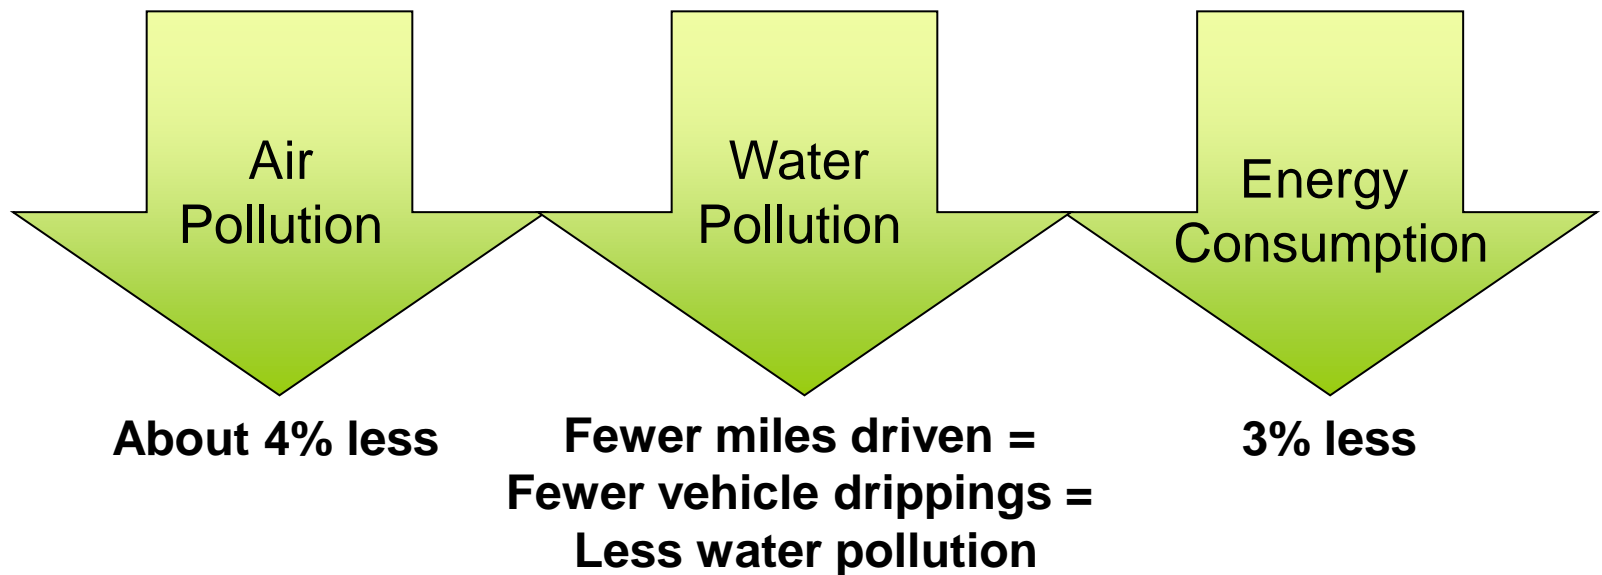 Air
Pollution
Water
Pollution
Energy
Consumption
About 4% less
Fewer miles driven =
Fewer vehicle drippings =
Less water pollution
3% less